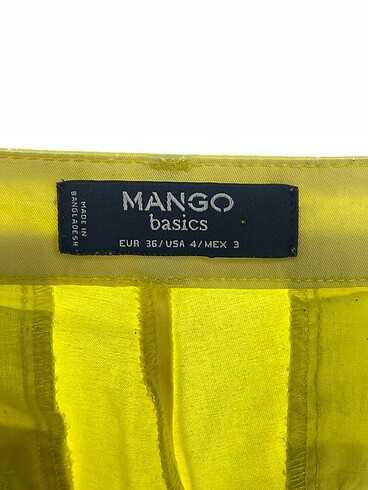 MANGO
basics
EUR 36/USA 4/MEX 3
MADE IN
BANGLADESH